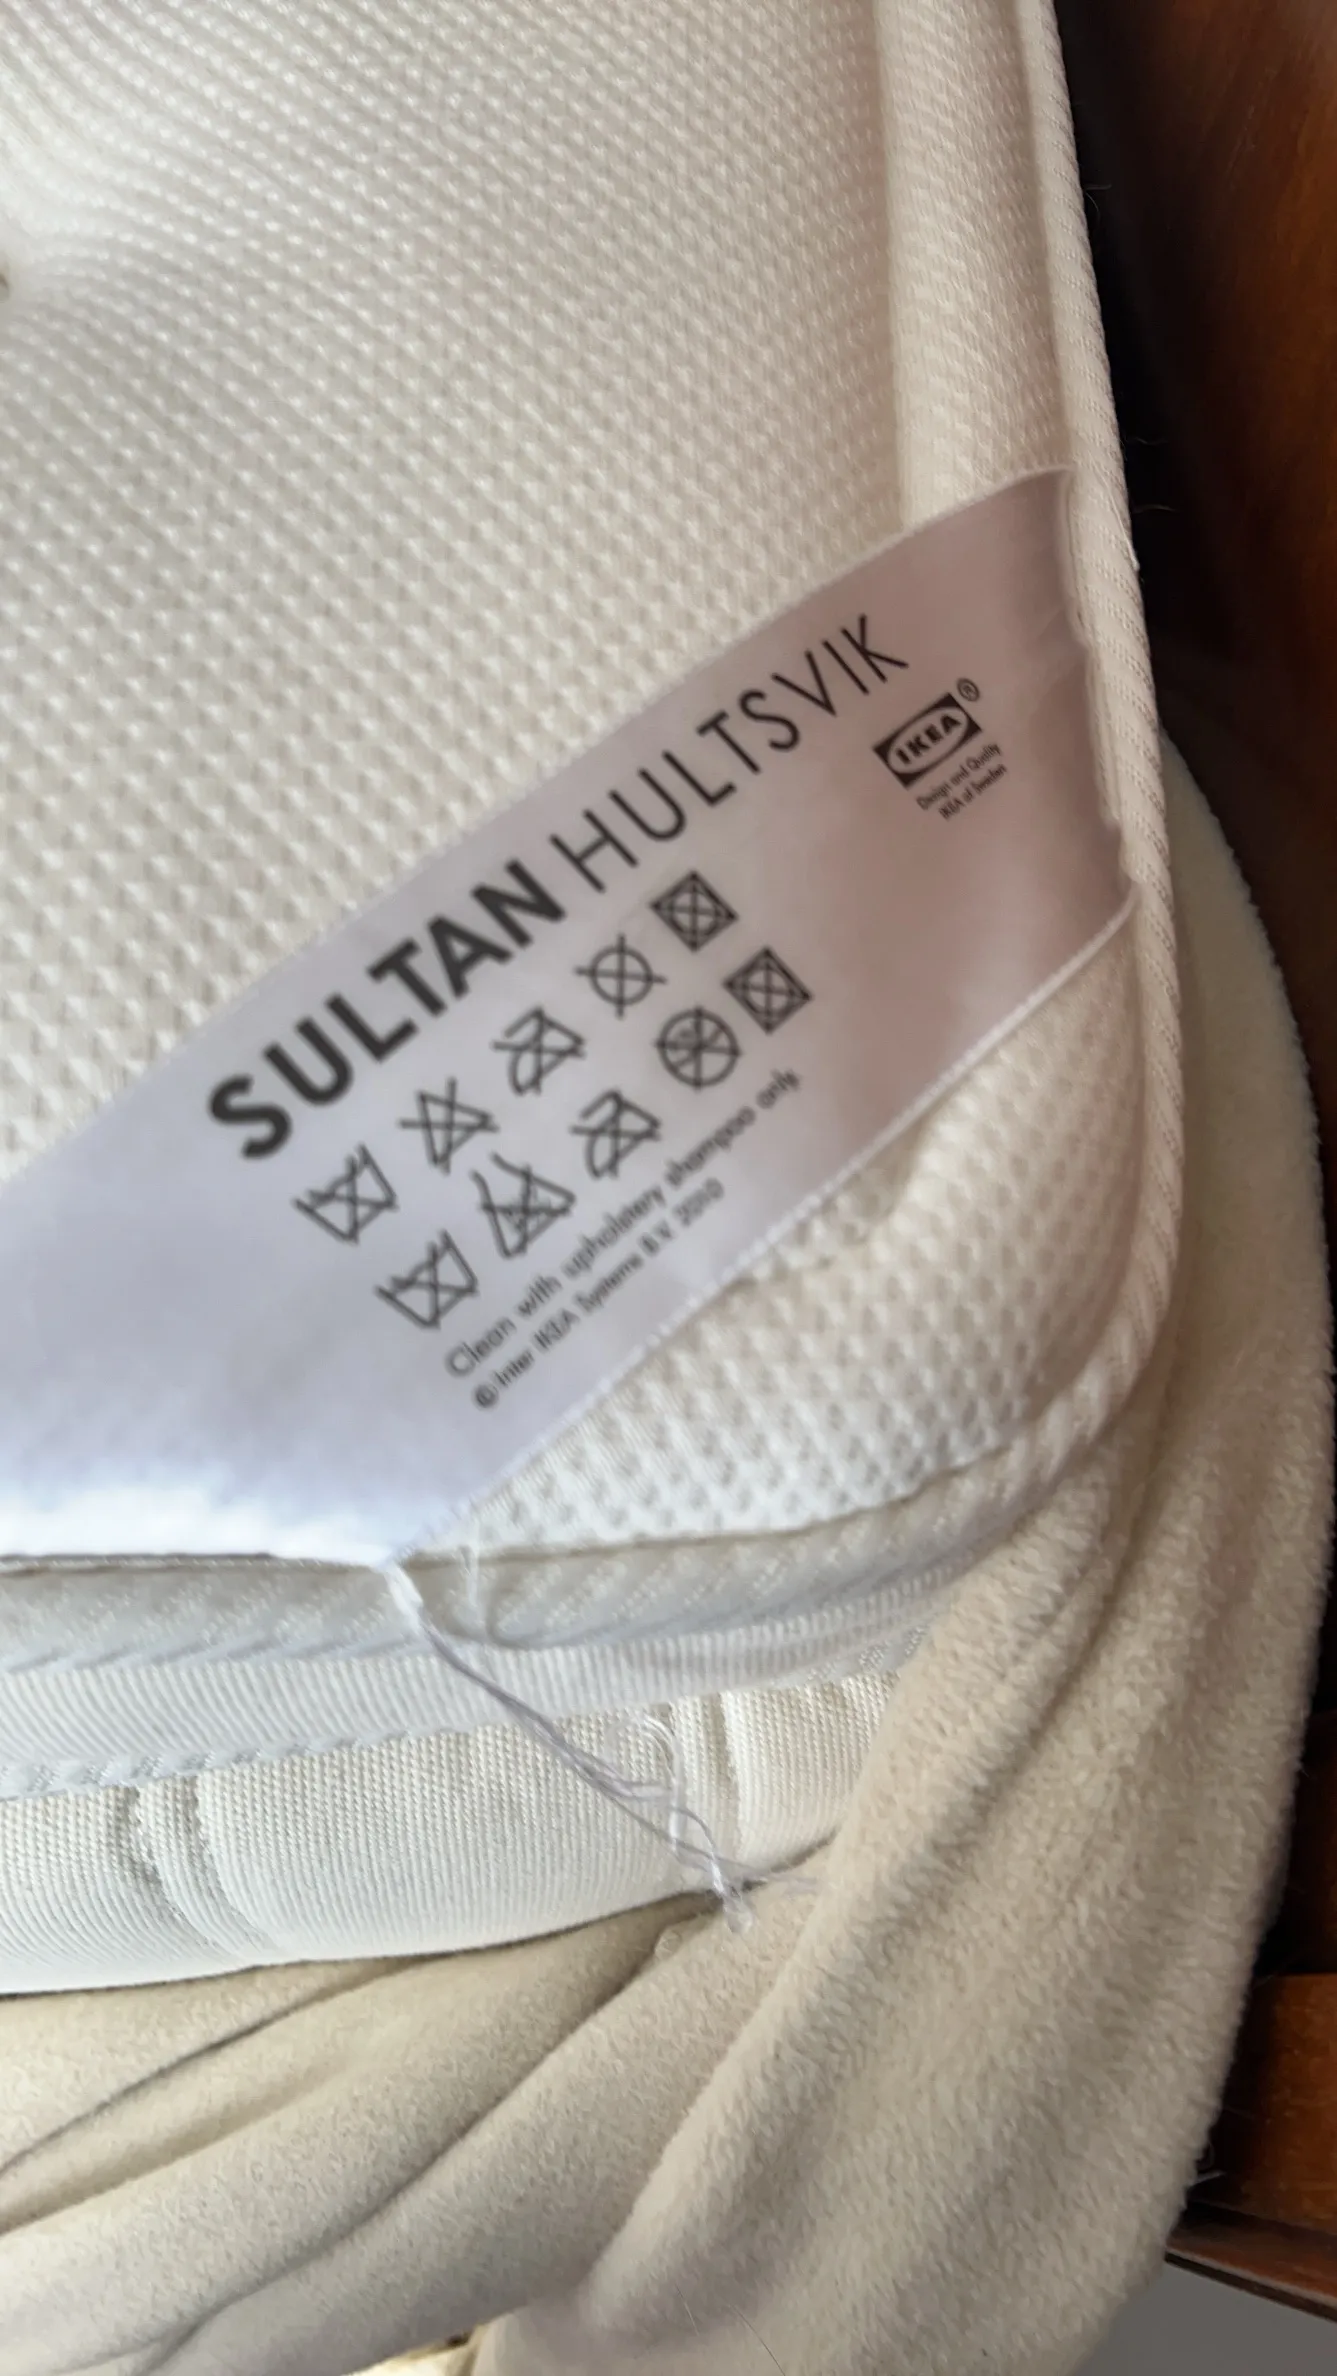 SULTAN HULTSVIK
IKEA®
Design and Quality
IKEA of Sweden
Clean with upholstery shampoo only.
© Inter IKEA Systems B.V. 2010